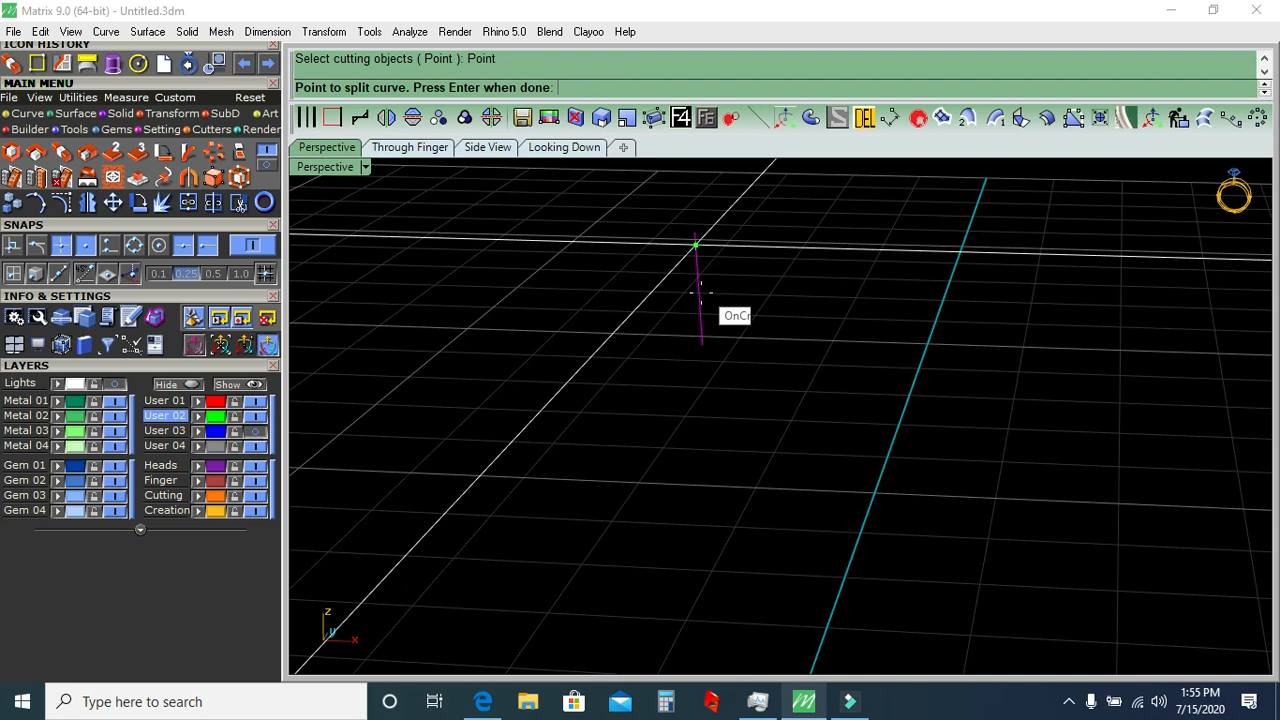 Matrix 9.0 (64-bit) - Untitled.3dm
File Edit View Curve Surface Solid Mesh Dimension Transform Tools Analyze Render Rhino 5.0 Blend Clayoo Help
ICON HISTORY
MAIN MENU
File View Utilities Measure Custom Reset
Curve Surface Solid Transform SubD Art
Builder Tools Gems Setting Cutters Render
SNAPS
0.1 0.25 0.5 1.0
INFO & SETTINGS
LAYERS
Lights Hide Show
Metal 01 User 01
Metal 02 User 02
Metal 03 User 03
Metal 04 User 04
Gem 01 Heads
Gem 02 Finger
Gem 03 Cutting
Gem 04 Creation
Select cutting objects ( Point ): Point
Point to split curve. Press Enter when done:
F4 F6 DEL
Perspective Through Finger Side View Looking Down
Perspective
OnCr
z
y
x
Type here to search
1:55 PM
7/15/2020